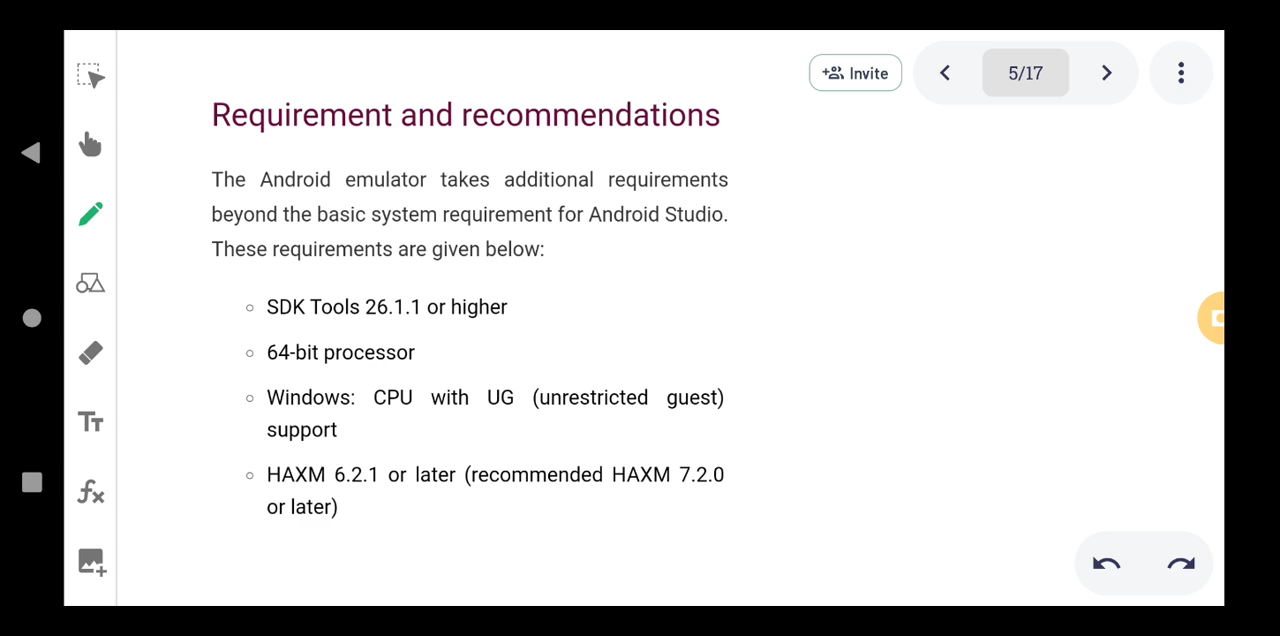 Invite
5/17
Requirement and recommendations
The Android emulator takes additional requirements
beyond the basic system requirement for Android Studio.
These requirements are given below:
SDK Tools 26.1.1 or higher
64-bit processor
Windows: CPU with UG (unrestricted guest)
support
HAXM 6.2.1 or later (recommended HAXM 7.2.0
or later)
TT
fx